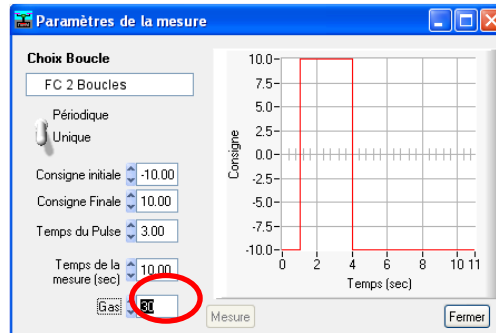 Paramètres de la mesure
Choix Boucle
FC 2 Boucles
Périodique
Unique
Consigne initiale -10.00
Consigne Finale 10.00
Temps du Pulse 3.00
Temps de la
mesure (sec) 10.00
Gas 30
Consigne
10.0
7.5
5.0
2.5
0.0
-2.5
-5.0
-7.5
-10.0
0 2 4 6 8 10 11
Temps (sec)
Mesure
Fermer